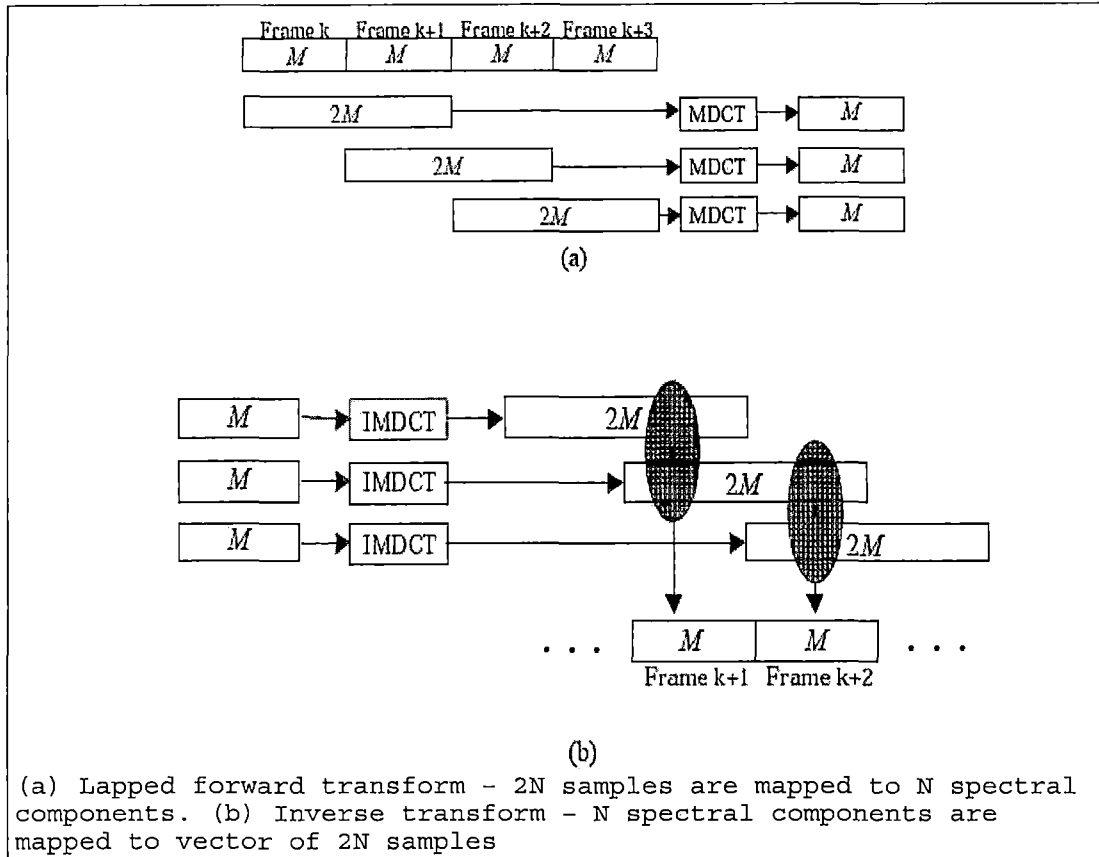 Frame k Frame k+1 Frame k+2 Frame k+3
M M M M
2M MDCT M
2M MDCT M
2M MDCT M
(a)
M IMDCT 2M
M IMDCT 2M
M IMDCT 2M
. . . M M . . .
Frame k+1 Frame k+2
(b)
(a) Lapped forward transform – 2N samples are mapped to N spectral
components. (b) Inverse transform – N spectral components are
mapped to vector of 2N samples